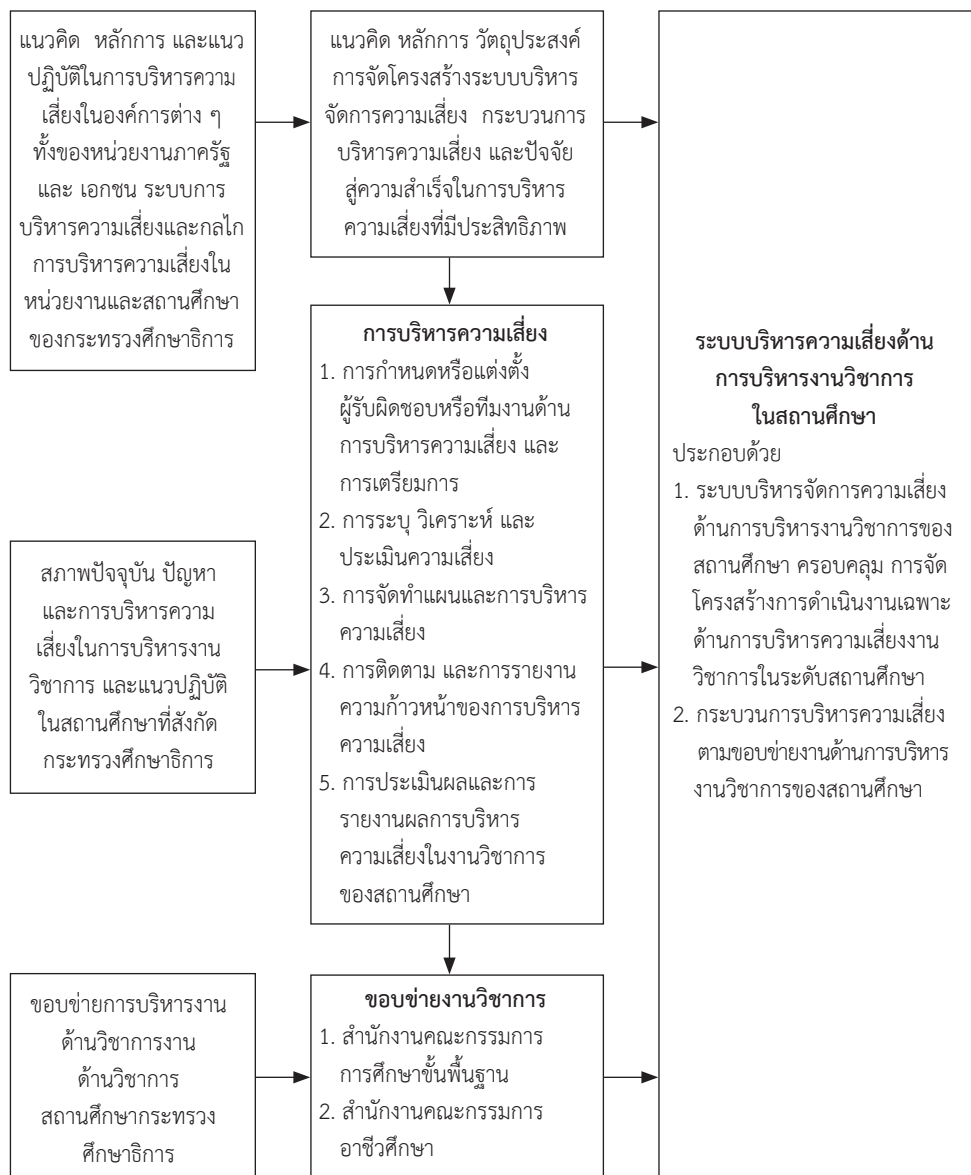 แนวคิด หลักการ และแนว
ปฏิบัติในการบริหารความ
เสี่ยงในองค์การต่าง ๆ
ทั้งของหน่วยงานภาครัฐ
และ เอกชน ระบบการ
บริหารความเสี่ยงและกลไก
การบริหารความเสี่ยงใน
หน่วยงานและสถานศึกษา
ของกระทรวงศึกษาธิการ
แนวคิด หลักการ วัตถุประสงค์
การจัดโครงสร้างระบบบริหาร
จัดการความเสี่ยง กระบวนการ
บริหารความเสี่ยง และปัจจัย
สู่ความสำเร็จในการบริหาร
ความเสี่ยงที่มีประสิทธิภาพ
สภาพปัจจุบัน ปัญหา
และการบริหารความ
เสี่ยงในการบริหารงาน
วิชาการ และแนวปฏิบัติ
ในสถานศึกษาที่สังกัด
กระทรวงศึกษาธิการ
การบริหารความเสี่ยง
1. การกำหนดหรือแต่งตั้ง
ผู้รับผิดชอบหรือทีมงานด้าน
การบริหารความเสี่ยง และ
การเตรียมการ
2. การระบุ วิเคราะห์ และ
ประเมินความเสี่ยง
3. การจัดทำแผนและการบริหาร
ความเสี่ยง
4. การติดตาม และการรายงาน
ความก้าวหน้าของการบริหาร
ความเสี่ยง
5. การประเมินผลและการ
รายงานผลการบริหาร
ความเสี่ยงในงานวิชาการ
ของสถานศึกษา
ขอบข่ายการบริหารงาน
ด้านวิชาการงาน
ด้านวิชาการ
สถานศึกษากระทรวง
ศึกษาธิการ
ขอบข่ายงานวิชาการ
1. สำนักงานคณะกรรมการ
การศึกษาขั้นพื้นฐาน
2. สำนักงานคณะกรรมการ
อาชีวศึกษา
ระบบบริหารความเสี่ยงด้าน
การบริหารงานวิชาการ
ในสถานศึกษา
ประกอบด้วย
1. ระบบบริหารจัดการความเสี่ยง
ด้านการบริหารงานวิชาการของ
สถานศึกษา ครอบคลุม การจัด
โครงสร้างการดำเนินงานเฉพาะ
ด้านการบริหารความเสี่ยงงาน
วิชาการในระดับสถานศึกษา
2. กระบวนการบริหารความเสี่ยง
ตามขอบข่ายงานด้านการบริหาร
งานวิชาการของสถานศึกษา